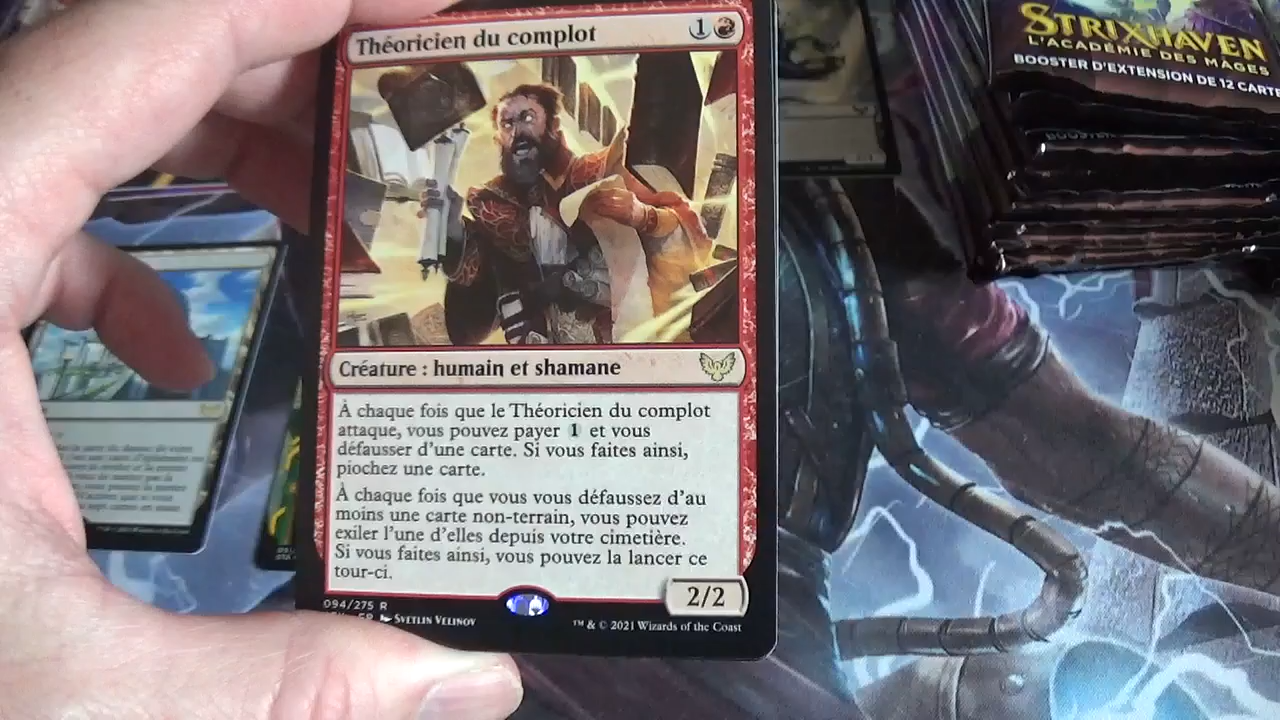 Théoricien du complot 1
Créature : humain et shamane
À chaque fois que le Théoricien du complot
attaque, vous pouvez payer 1 et vous
défausser d'une carte. Si vous faites ainsi,
piochez une carte.
À chaque fois que vous vous défaussez d'au
moins une carte non-terrain, vous pouvez
exiler l'une d'elles depuis votre cimetière.
Si vous faites ainsi, vous pouvez la lancer ce
tour-ci.
2/2
094/275 R
SVETLIN VELINOV
™ & © 2021 Wizards of the Coast
STRIXHAVEN
L'ACADÉMIE DES MAGES
BOOSTER D'EXTENSION DE 12 CARTE
BOOSTER